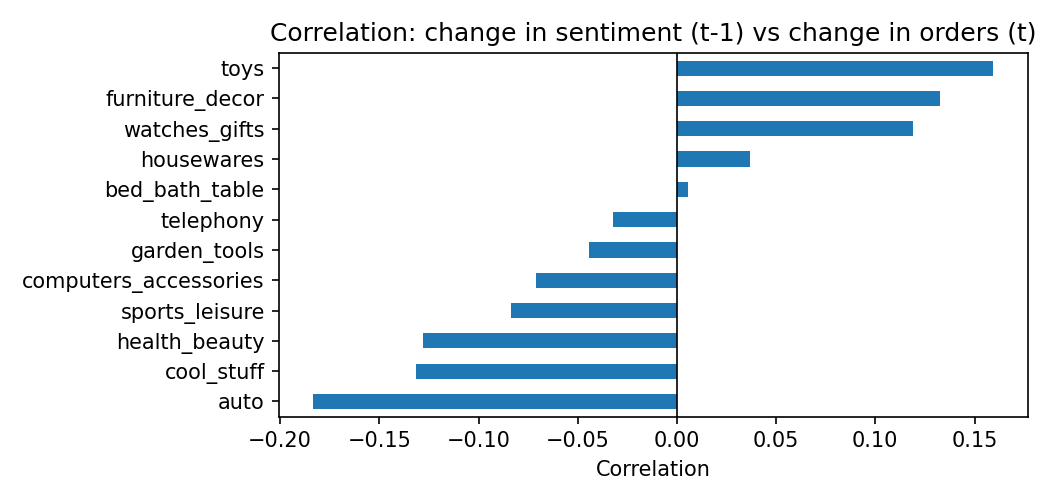 Correlation: change in sentiment (t-1) vs change in orders (t)
toys
furniture_decor
watches_gifts
housewares
bed_bath_table
telephony
garden_tools
computers_accessories
sports_leisure
health_beauty
cool_stuff
auto
−0.20 −0.15 −0.10 −0.05 0.00 0.05 0.10 0.15
Correlation